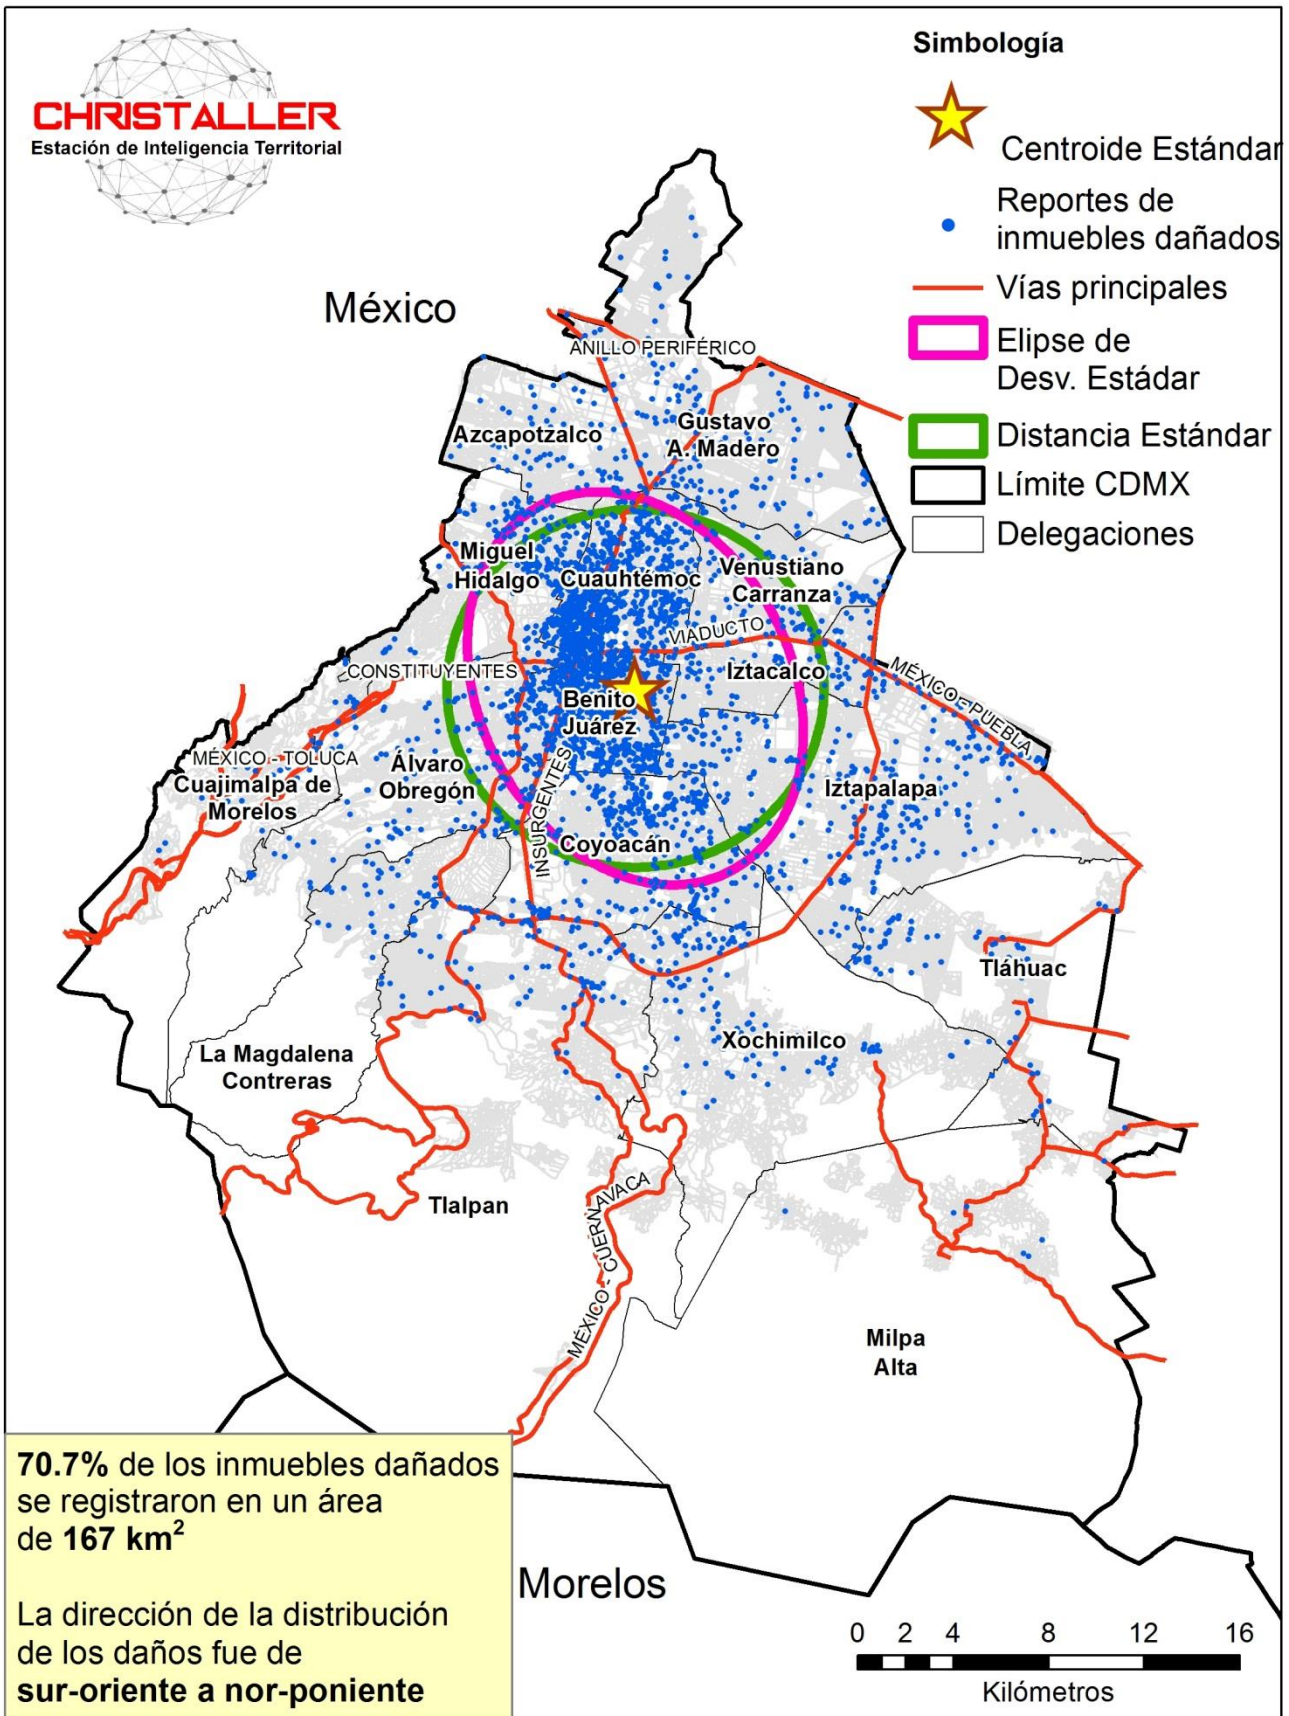 CHRISTALLER
Estación de Inteligencia Territorial
Simbología
Centroide Estándar
Reportes de
inmuebles dañados
Vías principales
Elipse de
Desv. Estádar
Distancia Estándar
Límite CDMX
Delegaciones
México
ANILLO PERIFÉRICO
Gustavo
A. Madero
Azcapotzalco
Miguel
Hidalgo
Cuauhtémoc
Venustiano
Carranza
VIADUCTO
CONSTITUYENTES
Iztacalco
MÉXICO - PUEBLA
Benito
Juárez
MÉXICO - TOLUCA
Cuajimalpa de
Morelos
Álvaro
Obregón
INSURGENTES
Iztapalapa
Coyoacán
Tláhuac
Xochimilco
La Magdalena
Contreras
Tlalpan
MÉXICO - CUERNAVACA
Milpa
Alta
70.7% de los inmuebles dañados
se registraron en un área
de 167 km²
La dirección de la distribución
de los daños fue de
sur-oriente a nor-poniente
Morelos
0 2 4 8 12 16
Kilómetros